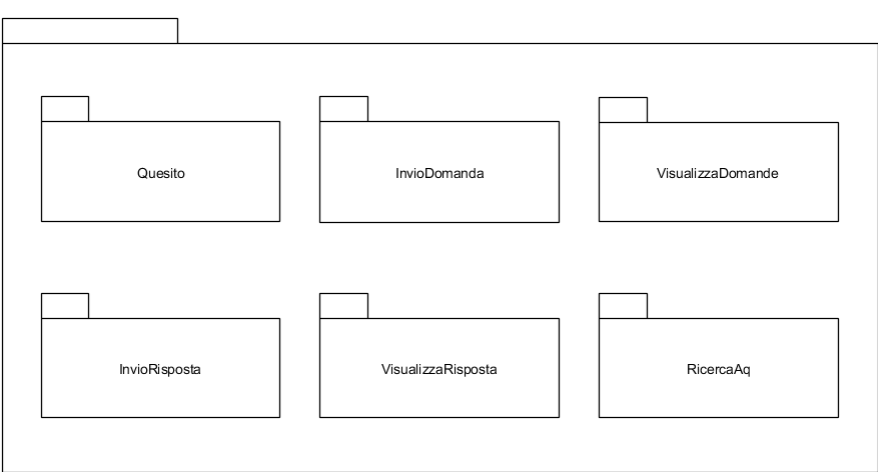 Quesito
InvioDomanda
VisualizzaDomande
InvioRisposta
VisualizzaRisposta
RicercaAq